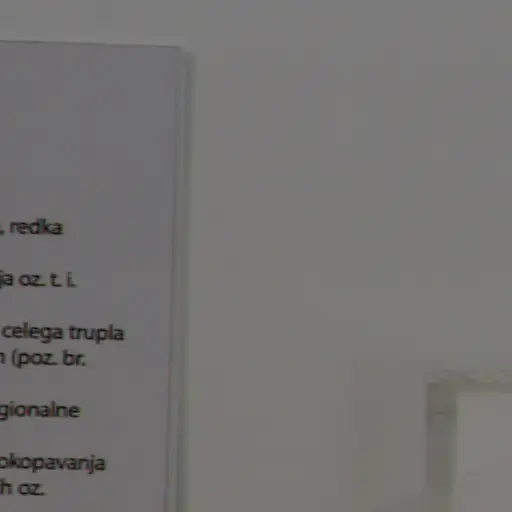 , redka
ja oz. t. i.
celega trupla
h (poz. br.
gionalne
okopavanja
h oz.